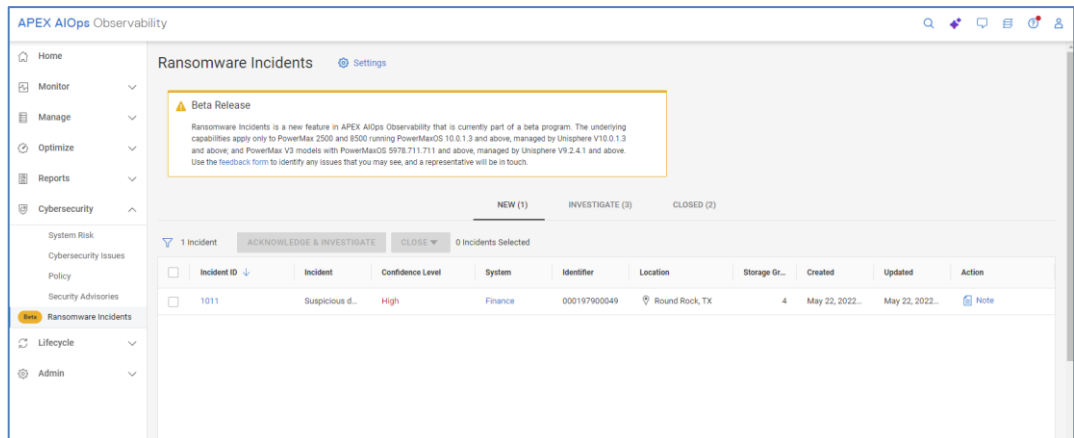 APEX AIOps Observability
Home
Monitor
Manage
Optimize
Reports
Cybersecurity
System Risk
Cybersecurity Issues
Policy
Security Advisories
Beta Ransomware Incidents
Lifecycle
Admin
Ransomware Incidents Settings
Beta Release
Ransomware Incidents is a new feature in APEX AIOps Observability that is currently part of a beta program. The underlying
capabilities apply only to PowerMax 2500 and 8500 running PowerMaxOS 10.0.1.3 and above, managed by Unisphere V10.0.1.3
and above; and PowerMax V3 models with PowerMaxOS 5978.711.711 and above, managed by Unisphere V9.2.4.1 and above.
Use the feedback form to identify any issues that you may see, and a representative will be in touch.
NEW (1) INVESTIGATE (3) CLOSED (2)
1 Incident ACKNOWLEDGE & INVESTIGATE CLOSE 0 Incidents Selected
Incident ID Incident Confidence Level System Identifier Location Storage Gr... Created Updated Action
1011 Suspicious d... High Finance 000197900049 Round Rock, TX 4 May 22, 2022... May 22, 2022... Note